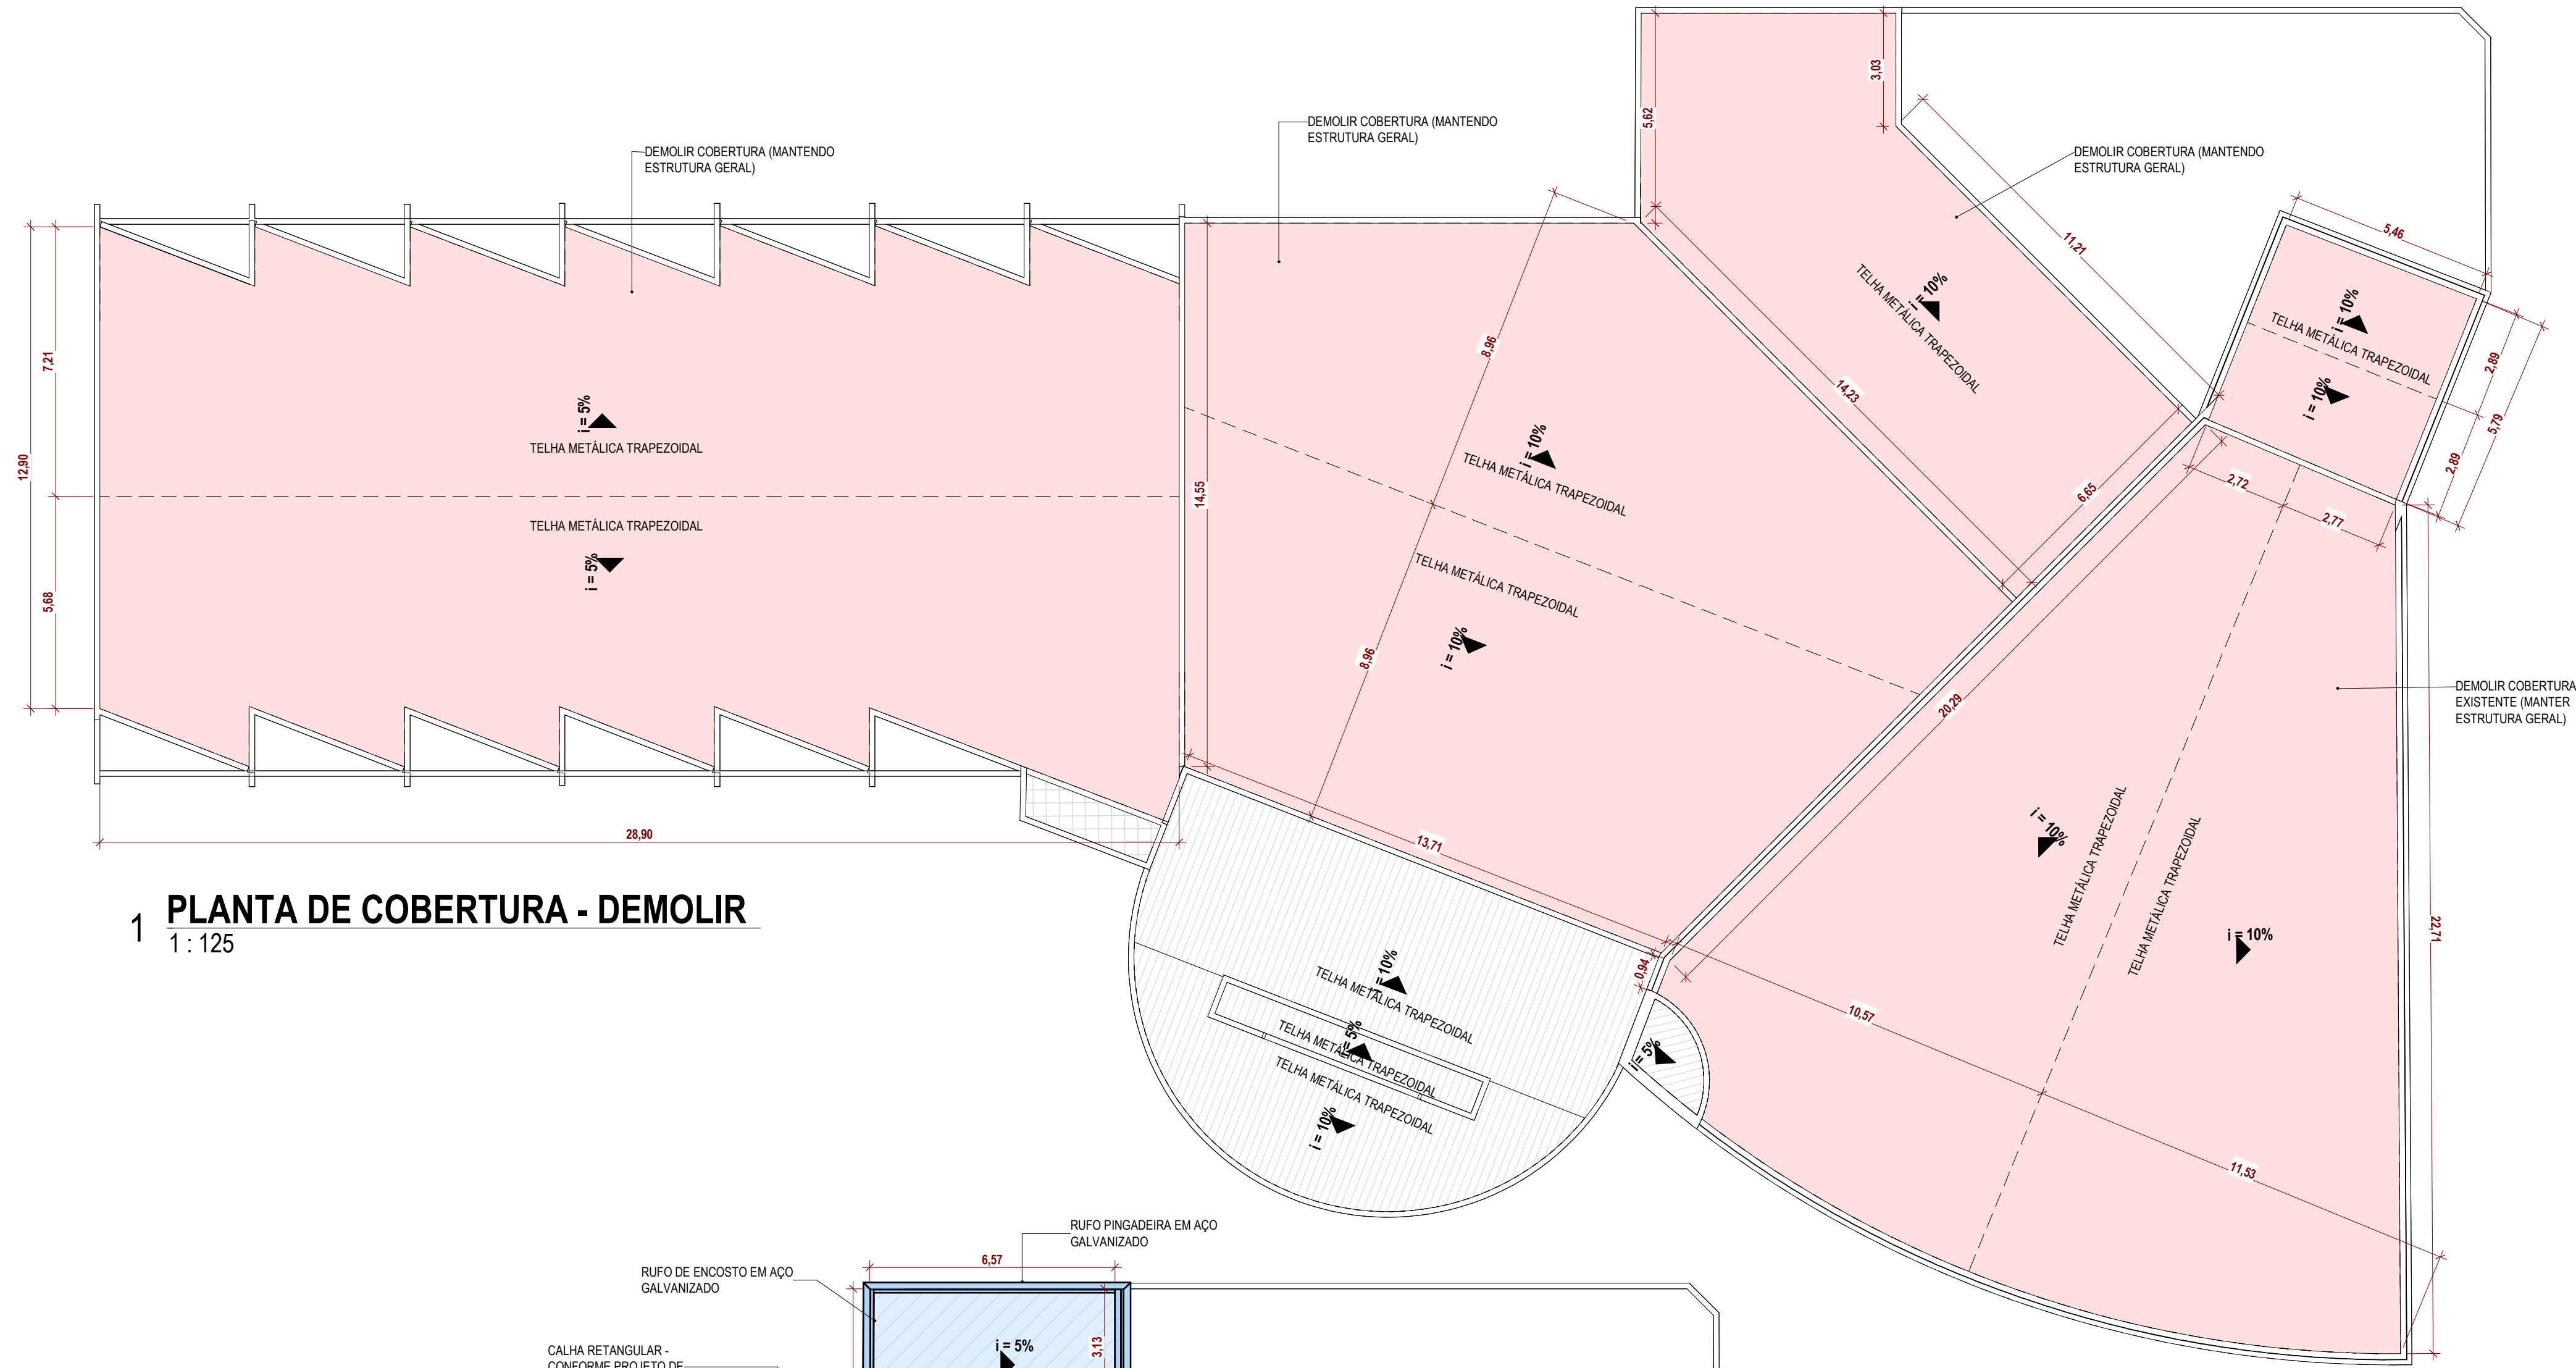 DEMOLIR COBERTURA (MANTENDO
ESTRUTURA GERAL)
DEMOLIR COBERTURA (MANTENDO
ESTRUTURA GERAL)
DEMOLIR COBERTURA (MANTENDO
ESTRUTURA GERAL)
5,62
3,03
11,21
5,46
12,90
7,21
5,68
i = 5%
TELHA METÁLICA TRAPEZOIDAL
TELHA METÁLICA TRAPEZOIDAL
i = 5%
28,90
14,55
8,96
8,96
i = 10%
TELHA METÁLICA TRAPEZOIDAL
TELHA METÁLICA TRAPEZOIDAL
i = 10%
13,71
i = 10%
TELHA METÁLICA TRAPEZOIDAL
14,23
6,65
20,29
i = 10%
TELHA METÁLICA TRAPEZOIDAL
i = 10%
2,89
2,89
5,79
2,72
2,77
DEMOLIR COBERTURA
EXISTENTE (MANTER
ESTRUTURA GERAL)
i = 10%
TELHA METÁLICA TRAPEZOIDAL
TELHA METÁLICA TRAPEZOIDAL
i = 10%
22,71
10,57
11,53
0,94
i = 5%
i = 10%
TELHA METÁLICA TRAPEZOIDAL
i = 5%
TELHA METÁLICA TRAPEZOIDAL
TELHA METÁLICA TRAPEZOIDAL
i = 10%
1 PLANTA DE COBERTURA - DEMOLIR
1 : 125
RUFO PINGADEIRA EM AÇO
GALVANIZADO
RUFO DE ENCOSTO EM AÇO
GALVANIZADO
6,57
3,13
i = 5%
CALHA RETANGULAR -
CONFORME PROJETO DE